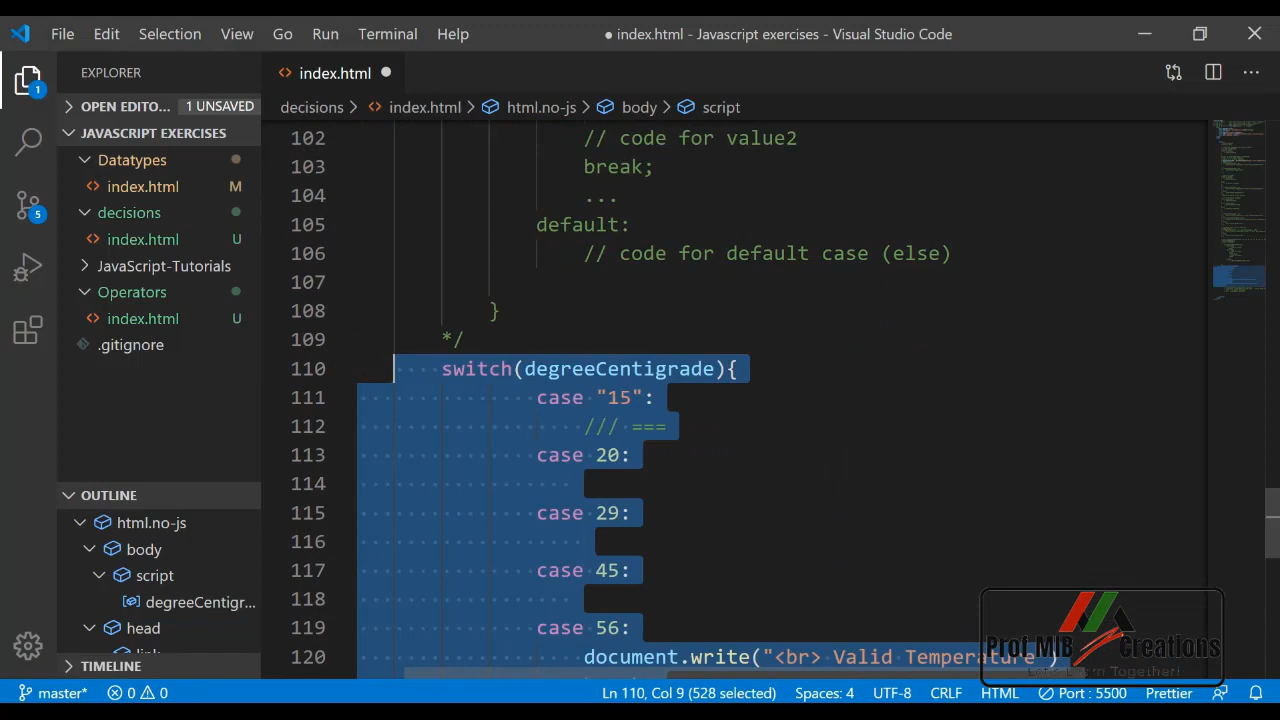 File Edit Selection View Go Run Terminal Help ● index.html - Javascript exercises - Visual Studio Code
EXPLORER
1
OPEN EDITO... 1 UNSAVED
JAVASCRIPT EXERCISES
Datatypes
index.html M
decisions
index.html U
JavaScript-Tutorials
Operators
index.html U
.gitignore
5
OUTLINE
html.no-js
body
script
degreeCentigr...
head
link
TIMELINE
index.html ●
decisions > index.html > html.no-js > body > script
102 // code for value2
103 break;
104 ...
105 default:
106 // code for default case (else)
107
108 }
109 */
110 switch(degreeCentigrade){
111 case "15":
112 /// ===
113 case 20:
114
115 case 29:
116
117 case 45:
118
119 case 56:
120 document.write("<br> Valid Temperature ")
Prof MIB Creations
Let's Learn Together!
master* 0 0 Ln 110, Col 9 (528 selected) Spaces: 4 UTF-8 CRLF HTML Port : 5500 Prettier